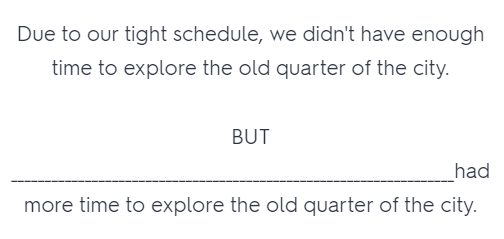 Due to our tight schedule, we didn't have enough
time to explore the old quarter of the city.
BUT
______________________________________________________________had
more time to explore the old quarter of the city.